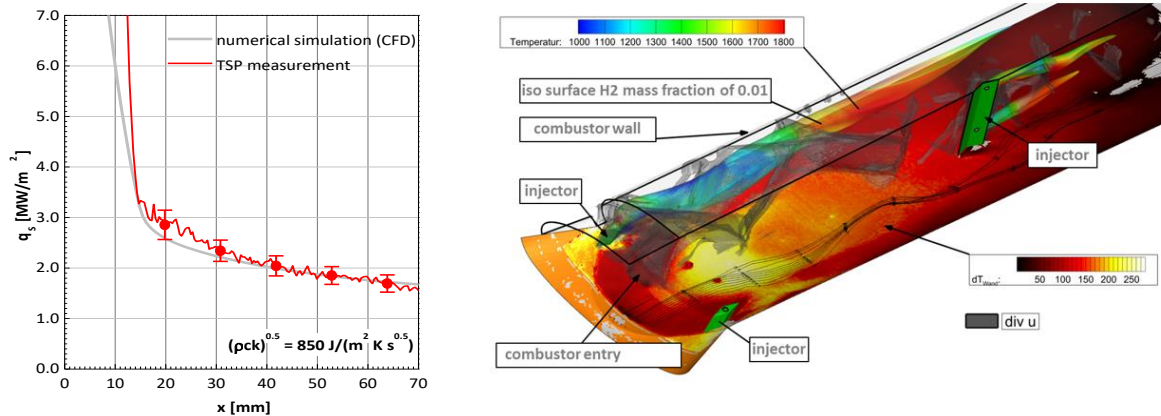 7.0
6.0
5.0
4.0
3.0
2.0
1.0
0.0
q_s [MW/m²]
numerical simulation (CFD)
TSP measurement
(ρck)^0.5 = 850 J/(m² K s^0.5)
0 10 20 30 40 50 60 70
x [mm]
Temperatur: 1000 1100 1200 1300 1400 1500 1600 1700 1800
iso surface H2 mass fraction of 0.01
combustor wall
injector
injector
dT_Wand: 50 100 150 200 250
div u
combustor entry
injector